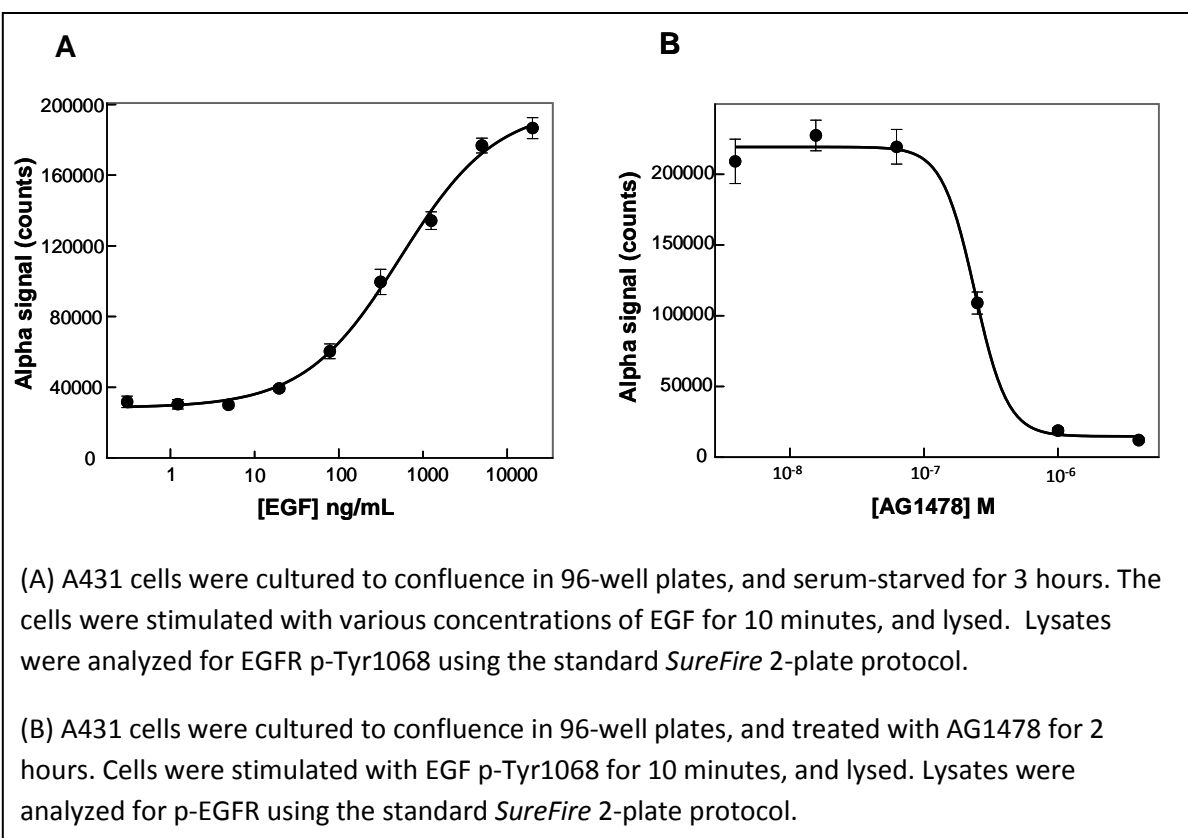 A
B
200000
160000
120000
80000
40000
0
Alpha signal (counts)
1 10 100 1000 10000
[EGF] ng/mL
200000
150000
100000
50000
0
Alpha signal (counts)
10-8 10-7 10-6
[AG1478] M
(A) A431 cells were cultured to confluence in 96-well plates, and serum-starved for 3 hours. The
cells were stimulated with various concentrations of EGF for 10 minutes, and lysed. Lysates
were analyzed for EGFR p-Tyr1068 using the standard SureFire 2-plate protocol.
(B) A431 cells were cultured to confluence in 96-well plates, and treated with AG1478 for 2
hours. Cells were stimulated with EGF p-Tyr1068 for 10 minutes, and lysed. Lysates were
analyzed for p-EGFR using the standard SureFire 2-plate protocol.